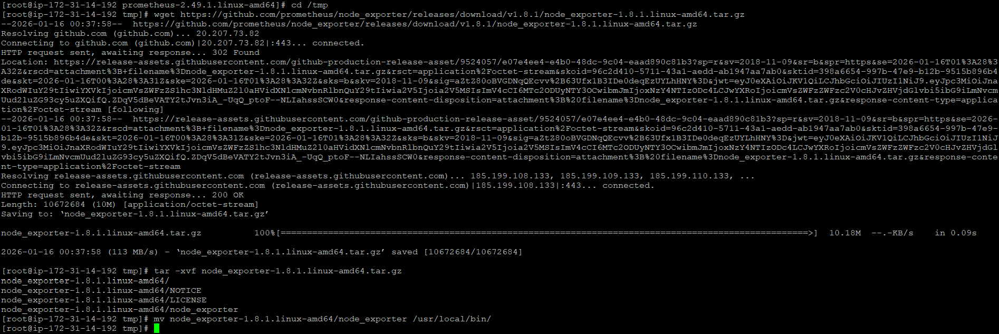 [root@ip-172-31-14-192 prometheus-2.49.1.linux-amd64]# cd /tmp
[root@ip-172-31-14-192 tmp]# wget https://github.com/prometheus/node_exporter/releases/download/v1.8.1/node_exporter-1.8.1.linux-amd64.tar.gz
--2026-01-16 00:37:58--  https://github.com/prometheus/node_exporter/releases/download/v1.8.1/node_exporter-1.8.1.linux-amd64.tar.gz
Resolving github.com (github.com)... 20.207.73.82
Connecting to github.com (github.com)|20.207.73.82|:443... connected.
HTTP request sent, awaiting response... 302 Found
Location: https://release-assets.githubusercontent.com/github-production-release-asset/9524057/e07e4ee4-e4b0-48dc-9c04-eaad890c81b3?sp=r&sv=2018-11-09&sr=b&spr=https&se=2026-01-16T01%3A28%3
A32Z&rscd=attachment%3B+filename%3Dnode_exporter-1.8.1.linux-amd64.tar.gz&rsct=application%2Foctet-stream&skoid=96c2d410-5711-43a1-aedd-ab1947aa7ab0&sktid=398a6654-997b-47e9-b12b-9515b896b4
de&skt=2026-01-16T00%3A28%3A31Z&ske=2026-01-16T01%3A28%3A32Z&sks=b&skv=2018-11-09&sig=aZtZ80oBVGDNqQEcvv%2B63Ufx1B3IDe0deqEzUYLhHNY%3D&jwt=eyJ0eXAiOiJKV1QiLCJhbGciOiJIUzI1NiJ9.eyJpc3MiOiJna
XRodWIuY29tIiwiYXVkIjoicmVsZWFzZS1hc3NldHMuZ2l0aHVidXNlcmNvbnRlbnQuY29tIiwia2V5Ijoia2V5MSIsImV4cCI6MTc2ODUyNTY3OCwibmJmIjoxNzY4NTIzODc4LCJwYXRoIjoicmVsZWFzZWFzc2V0cHJvZHVjdGlvbi5ibG9iLmNvcm
Uud2luZG93cy5uZXQifQ.ZDqV5dBeVATY2tJvn3iA_-UqQ_ptoF--NLIahssSCW0&response-content-disposition=attachment%3B%20filename%3Dnode_exporter-1.8.1.linux-amd64.tar.gz&response-content-type=applica
tion%2Foctet-stream [following]
--2026-01-16 00:37:58--  https://release-assets.githubusercontent.com/github-production-release-asset/9524057/e07e4ee4-e4b0-48dc-9c04-eaad890c81b3?sp=r&sv=2018-11-09&sr=b&spr=https&se=2026-
01-16T01%3A28%3A32Z&rscd=attachment%3B+filename%3Dnode_exporter-1.8.1.linux-amd64.tar.gz&rsct=application%2Foctet-stream&skoid=96c2d410-5711-43a1-aedd-ab1947aa7ab0&sktid=398a6654-997b-47e9-
b12b-9515b896b4de&skt=2026-01-16T00%3A28%3A31Z&ske=2026-01-16T01%3A28%3A32Z&sks=b&skv=2018-11-09&sig=aZtZ80oBVGDNqQEcvv%2B63Ufx1B3IDe0deqEzUYLhHNY%3D&jwt=eyJ0eXAiOiJKV1QiLCJhbGciOiJIUzI1NiJ
9.eyJpc3MiOiJnaXRodWIuY29tIiwiYXVkIjoicmVsZWFzZS1hc3NldHMuZ2l0aHVidXNlcmNvbnRlbnQuY29tIiwia2V5Ijoia2V5MSIsImV4cCI6MTc2ODUyNTY3OCwibmJmIjoxNzY4NTIzODc4LCJwYXRoIjoicmVsZWFzZWFzc2V0cHJvZHVjdGl
vbi5ibG9iLmNvcmUud2luZG93cy5uZXQifQ.ZDqV5dBeVATY2tJvn3iA_-UqQ_ptoF--NLIahssSCW0&response-content-disposition=attachment%3B%20filename%3Dnode_exporter-1.8.1.linux-amd64.tar.gz&response-conte
nt-type=application%2Foctet-stream
Resolving release-assets.githubusercontent.com (release-assets.githubusercontent.com)... 185.199.108.133, 185.199.109.133, 185.199.110.133, ...
Connecting to release-assets.githubusercontent.com (release-assets.githubusercontent.com)|185.199.108.133|:443... connected.
HTTP request sent, awaiting response... 200 OK
Length: 10672684 (10M) [application/octet-stream]
Saving to: ‘node_exporter-1.8.1.linux-amd64.tar.gz’
node_exporter-1.8.1.linux-amd64.tar.gz          100%[====================================================================================================>]  10.18M  --.-KB/s    in 0.09s
2026-01-16 00:37:58 (113 MB/s) - ‘node_exporter-1.8.1.linux-amd64.tar.gz’ saved [10672684/10672684]
[root@ip-172-31-14-192 tmp]# tar -xvf node_exporter-1.8.1.linux-amd64.tar.gz
node_exporter-1.8.1.linux-amd64/
node_exporter-1.8.1.linux-amd64/NOTICE
node_exporter-1.8.1.linux-amd64/LICENSE
node_exporter-1.8.1.linux-amd64/node_exporter
[root@ip-172-31-14-192 tmp]# mv node_exporter-1.8.1.linux-amd64/node_exporter /usr/local/bin/
[root@ip-172-31-14-192 tmp]#